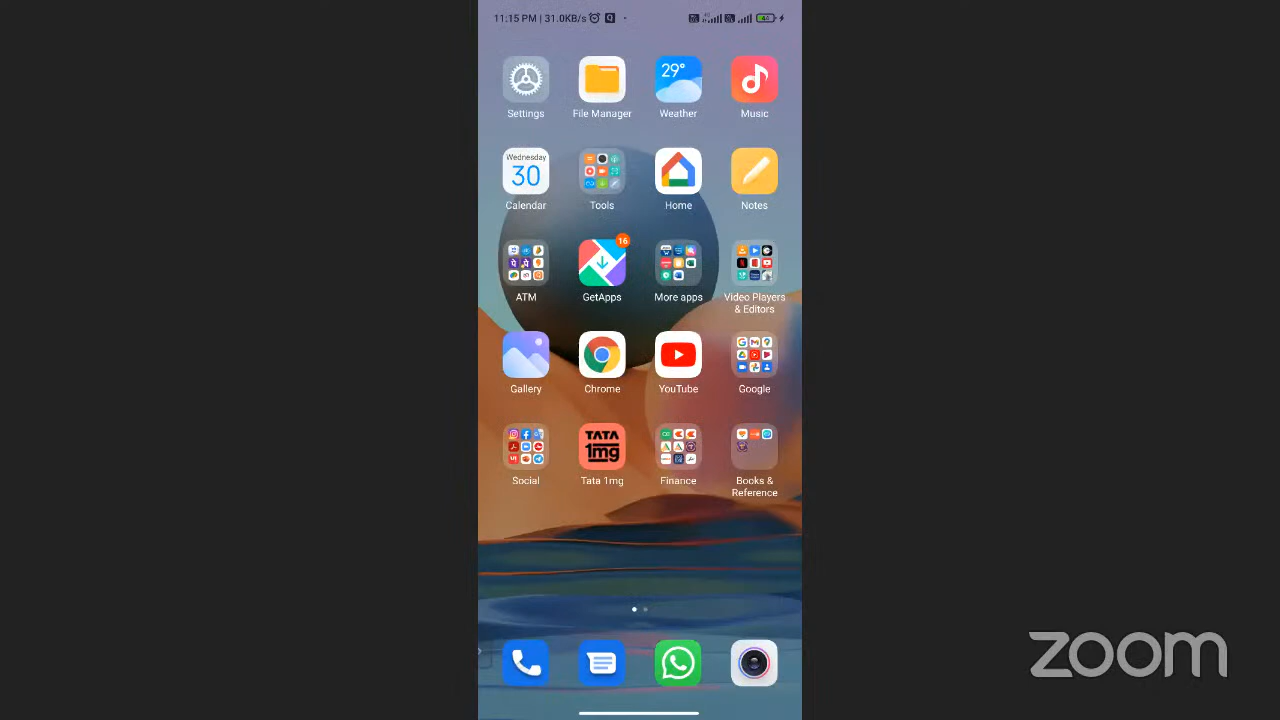 11:15 PM | 31.0KB/s
29°
Settings
File Manager
Weather
Music
Wednesday
30
Calendar
Tools
Home
Notes
16
ATM
GetApps
More apps
Video Players
& Editors
Gallery
Chrome
YouTube
Google
TATA
1mg
Social
Tata 1mg
Finance
Books &
Reference
zoom